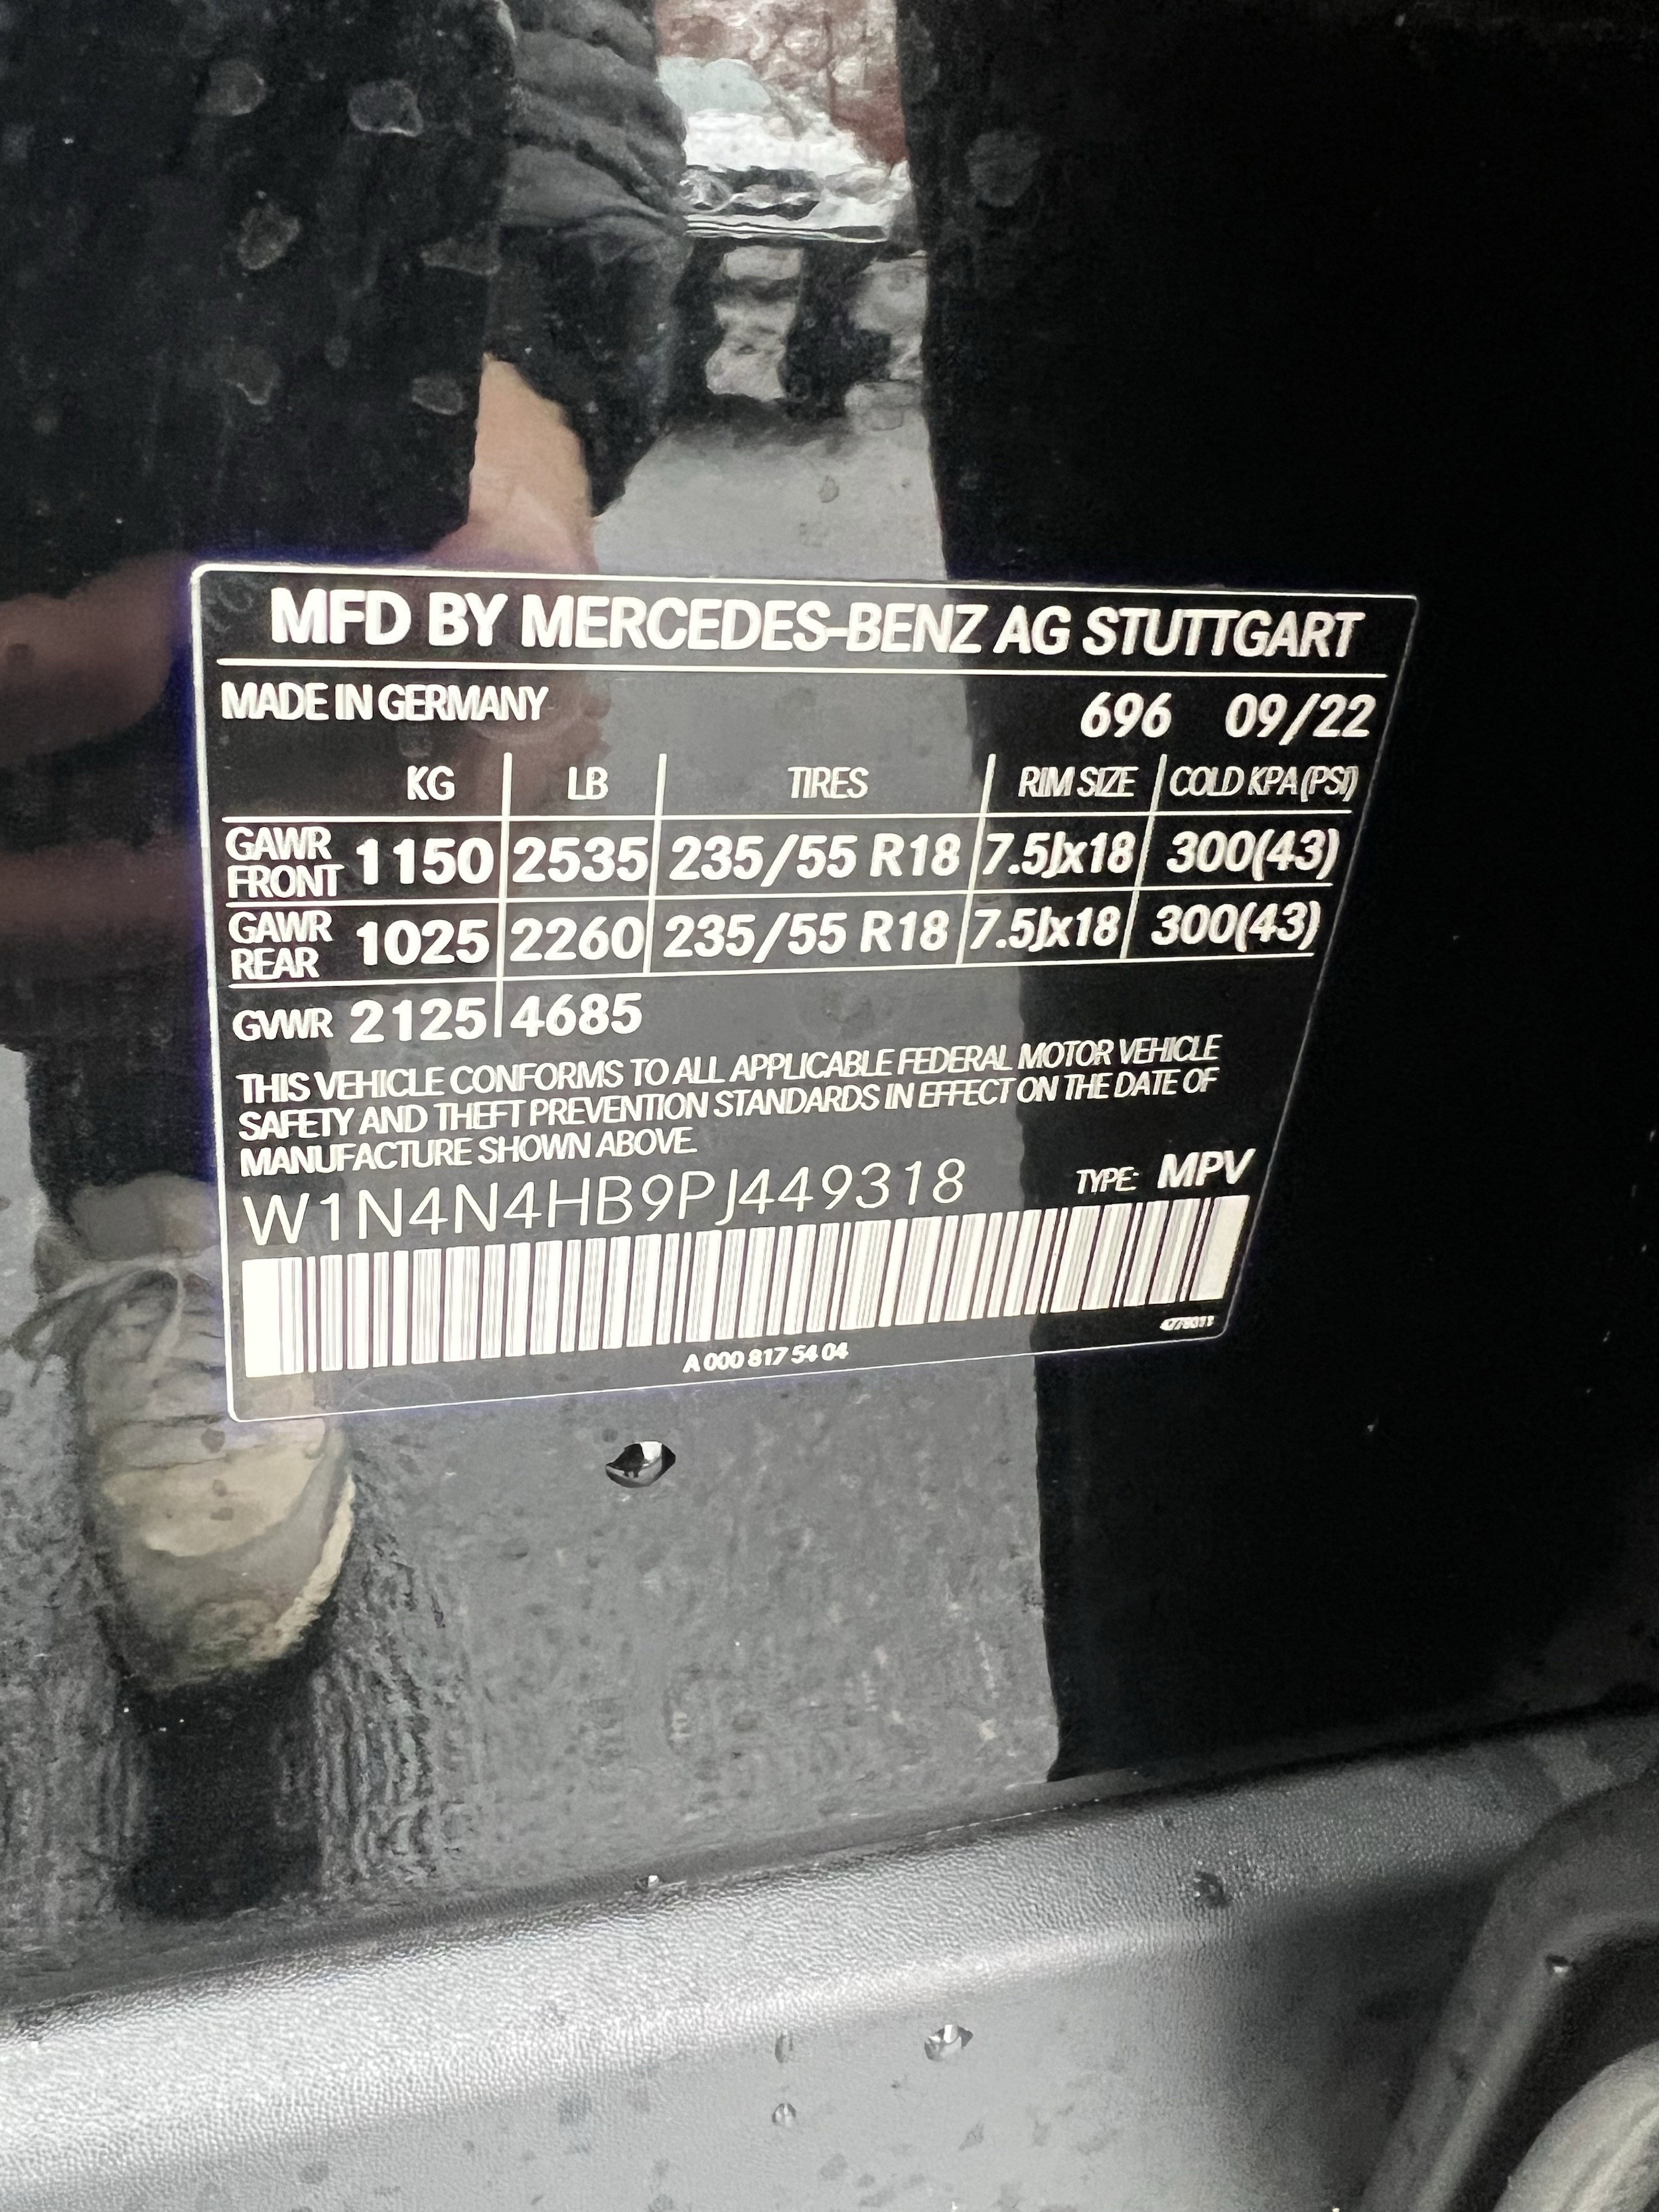 MFD BY MERCEDES-BENZ AG STUTTGART
MADE IN GERMANY 696 09/22
KG LB TIRES RIM SIZE COLD KPA(PSI)
GAWR FRONT 1150 2535 235/55 R18 7.5Jx18 300(43)
GAWR REAR 1025 2260 235/55 R18 7.5Jx18 300(43)
GVWR 2125 4685
THIS VEHICLE CONFORMS TO ALL APPLICABLE FEDERAL MOTOR VEHICLE
SAFETY AND THEFT PREVENTION STANDARDS IN EFFECT ON THE DATE OF
MANUFACTURE SHOWN ABOVE.
W1N4N4HB9PJ449318 TYPE: MPV
A 000 817 54 04